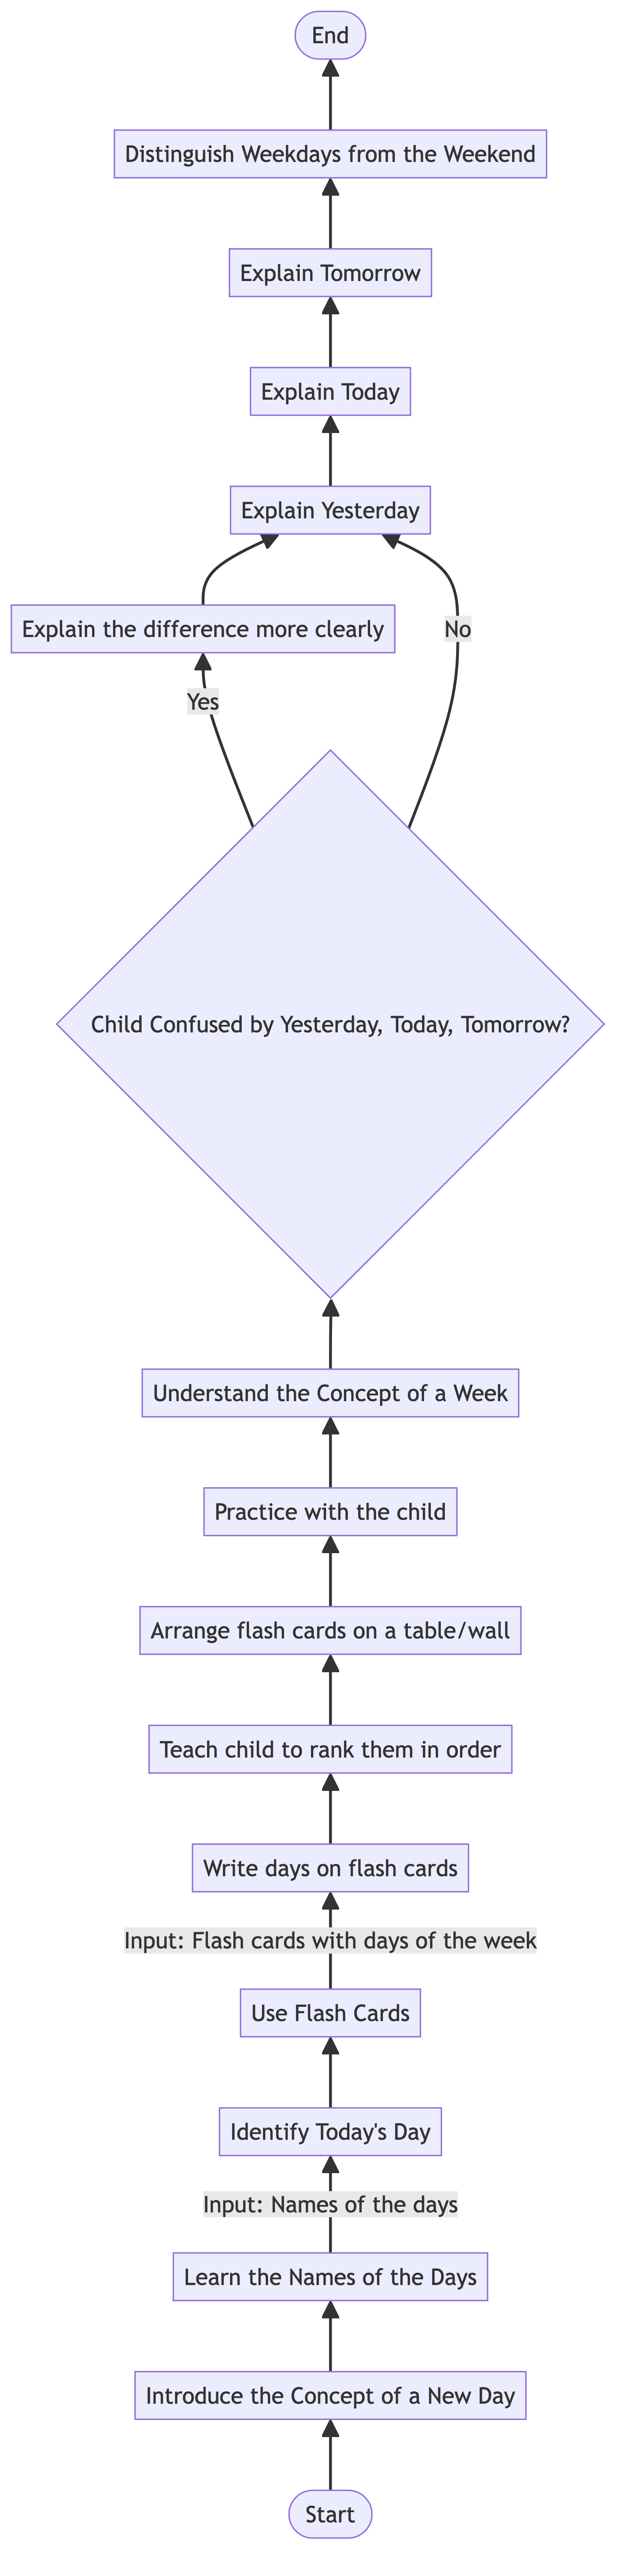 End
Distinguish Weekdays from the Weekend
Explain Tomorrow
Explain Today
Explain Yesterday
Explain the difference more clearly
No
Yes
Child Confused by Yesterday, Today, Tomorrow?
Understand the Concept of a Week
Practice with the child
Arrange flash cards on a table/wall
Teach child to rank them in order
Write days on flash cards
Input: Flash cards with days of the week
Use Flash Cards
Identify Today's Day
Input: Names of the days
Learn the Names of the Days
Introduce the Concept of a New Day
Start